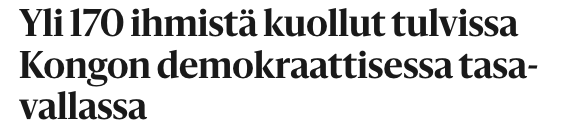 Yli 170 ihmistä kuollut tulvissa
Kongon demokraattisessa tasa-
vallassa